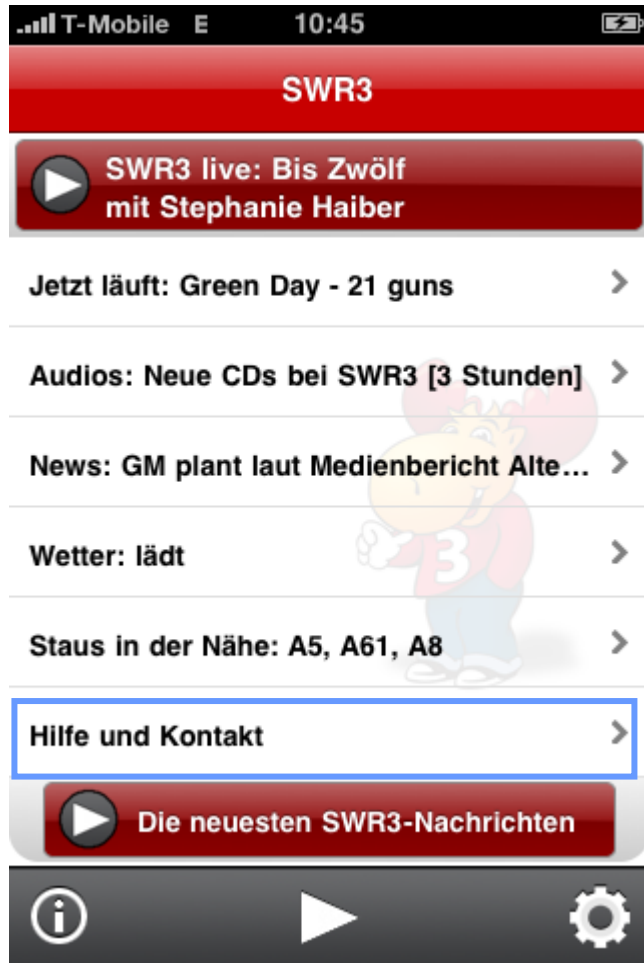 T-Mobile E 10:45
SWR3
SWR3 live: Bis Zwölf
mit Stephanie Haiber
Jetzt läuft: Green Day - 21 guns
Audios: Neue CDs bei SWR3 [3 Stunden]
News: GM plant laut Medienbericht Alte...
Wetter: lädt
3
Staus in der Nähe: A5, A61, A8
Hilfe und Kontakt
Die neuesten SWR3-Nachrichten